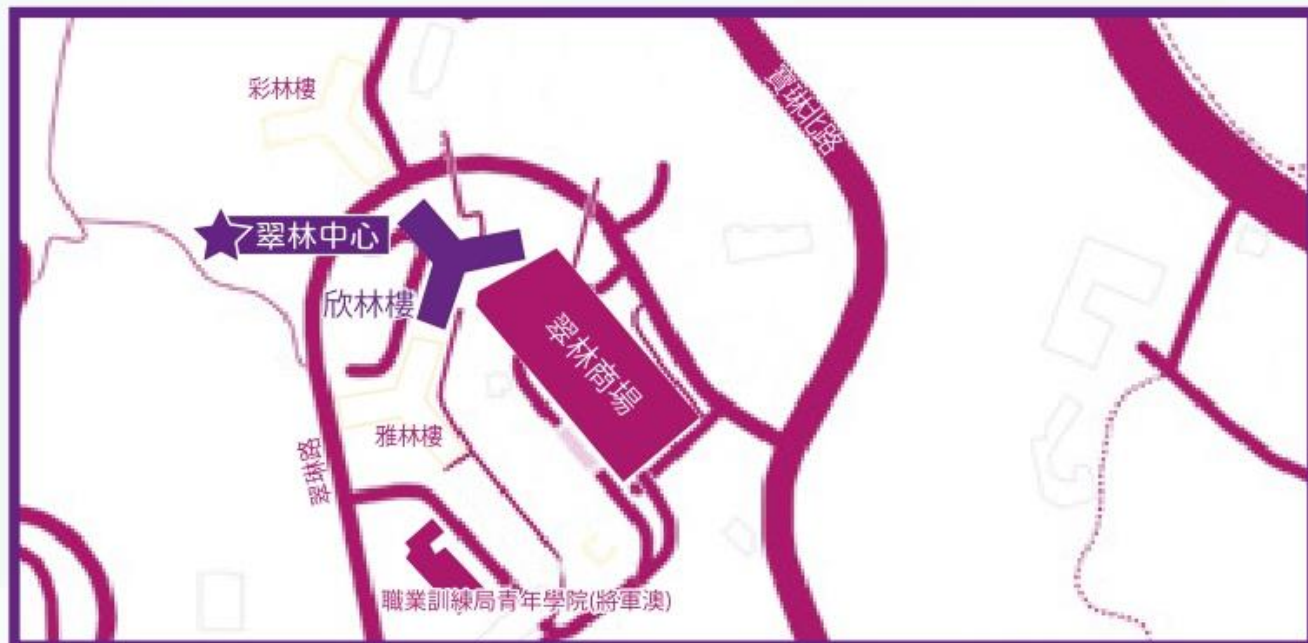 彩林樓
寶琳北路
翠林中心
欣林樓
翠林商場
雅林樓
翠琳路
職業訓練局青年學院(將軍澳)